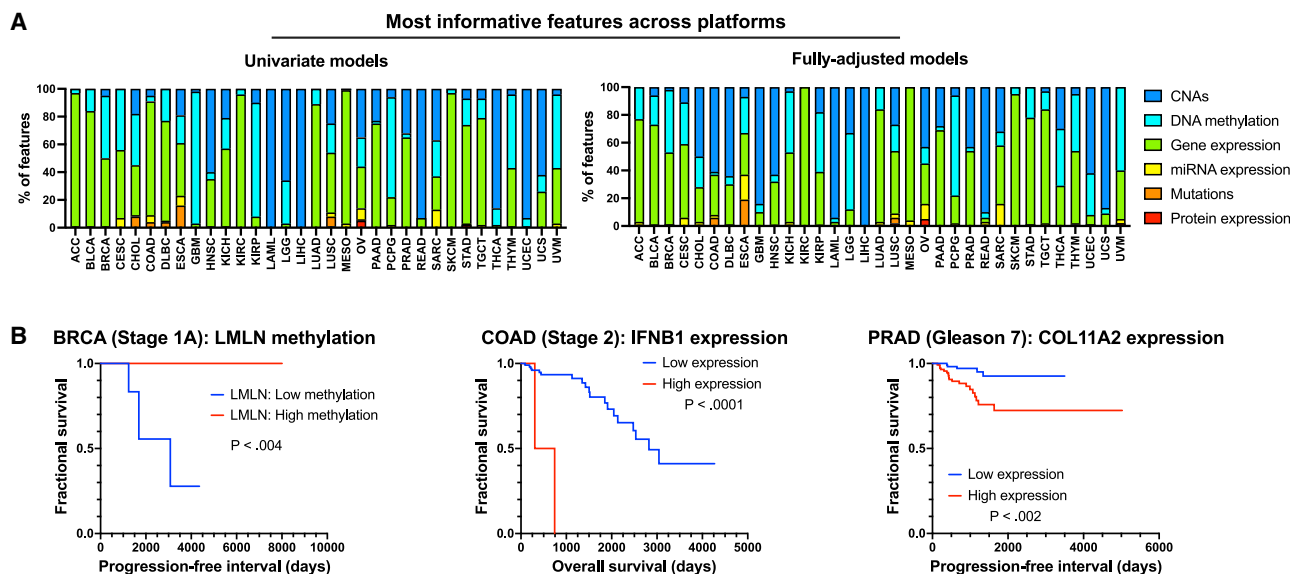 A
Most informative features across platforms
Univariate models
Fully-adjusted models
% of features
100
80
60
40
20
0
ACC
BLCA
BRCA
CESC
CHOL
COAD
DLBC
ESCA
GBM
HNSC
KICH
KIRC
KIRP
LAML
LGG
LIHC
LUAD
LUSC
MESO
OV
PAAD
PCPG
PRAD
READ
SARC
SKCM
STAD
TGCT
THCA
THYM
UCEC
UCS
UVM
% of features
100
80
60
40
20
0
ACC
BLCA
BRCA
CESC
CHOL
COAD
DLBC
ESCA
GBM
HNSC
KICH
KIRC
KIRP
LAML
LGG
LIHC
LUAD
LUSC
MESO
OV
PAAD
PCPG
PRAD
READ
SARC
SKCM
STAD
TGCT
THCA
THYM
UCEC
UCS
UVM
CNAs
DNA methylation
Gene expression
miRNA expression
Mutations
Protein expression
B
BRCA (Stage 1A): LMLN methylation
Fractional survival
1.0
0.5
0.0
LMLN: Low methylation
LMLN: High methylation
P < .004
0 2000 4000 6000 8000 10000
Progression-free interval (days)
COAD (Stage 2): IFNB1 expression
Fractional survival
1.0
0.5
0.0
Low expression
High expression
P < .0001
0 1000 2000 3000 4000 5000
Overall survival (days)
PRAD (Gleason 7): COL11A2 expression
Fractional survival
1.0
0.5
0.0
Low expression
High expression
P < .002
0 2000 4000 6000
Progression-free interval (days)